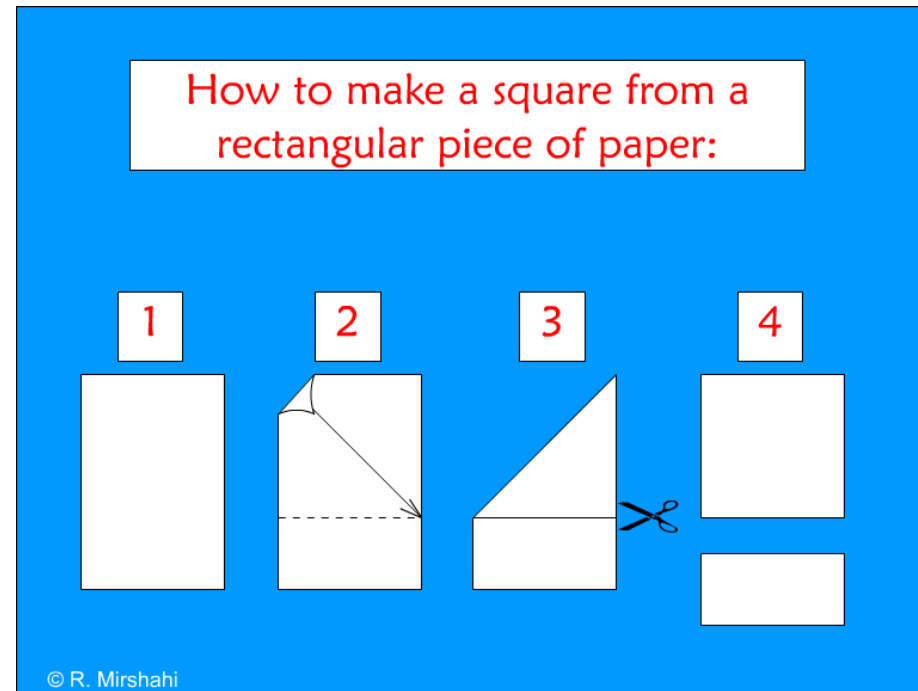 How to make a square from a
rectangular piece of paper:
1
2
3
4
© R. Mirshahi